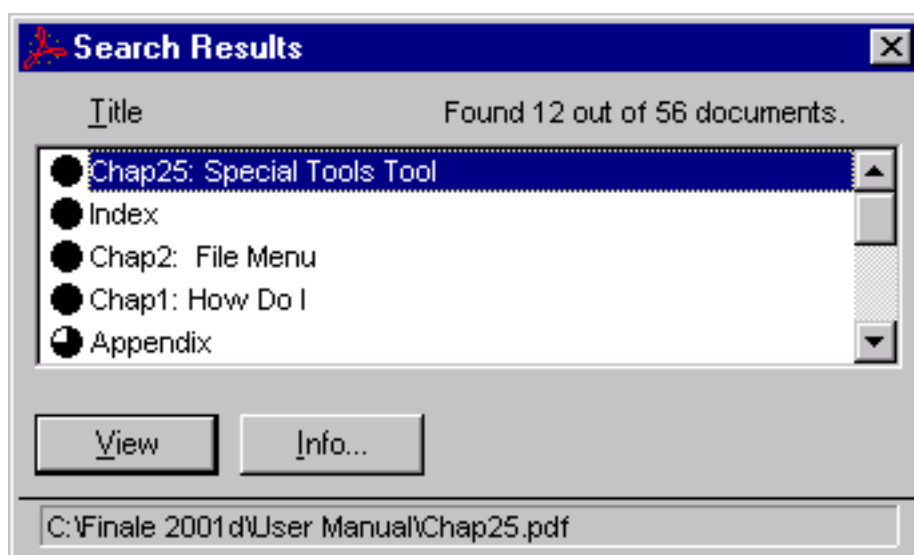 Search Results
Title Found 12 out of 56 documents.
Chap25: Special Tools Tool
Index
Chap2:  File Menu
Chap1: How Do I
Appendix
View Info...
C:\Finale 2001d\User Manual\Chap25.pdf